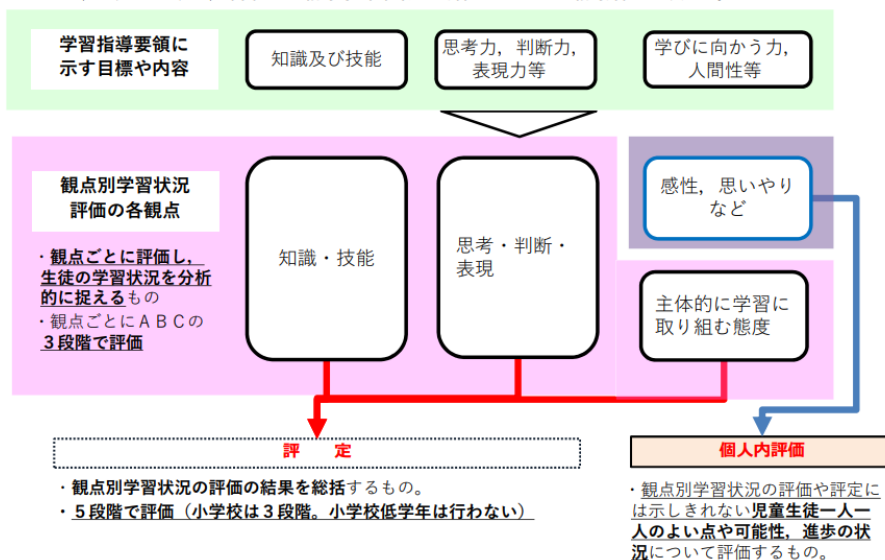 学習指導要領に
示す目標や内容
知識及び技能
思考力，判断力，
表現力等
学びに向かう力，
人間性等
観点別学習状況
評価の各観点
・観点ごとに評価し，
生徒の学習状況を分析
的に捉えるもの
・観点ごとにＡＢＣの
３段階で評価
知識・技能
思考・判断・
表現
感性，思いやり
など
主体的に学習に
取り組む態度
評　定
・観点別学習状況の評価の結果を総括するもの。
・５段階で評価（小学校は３段階。小学校低学年は行わない）
個人内評価
・観点別学習状況の評価や評定に
は示しきれない児童生徒一人一
人のよい点や可能性，進歩の状
況について評価するもの。